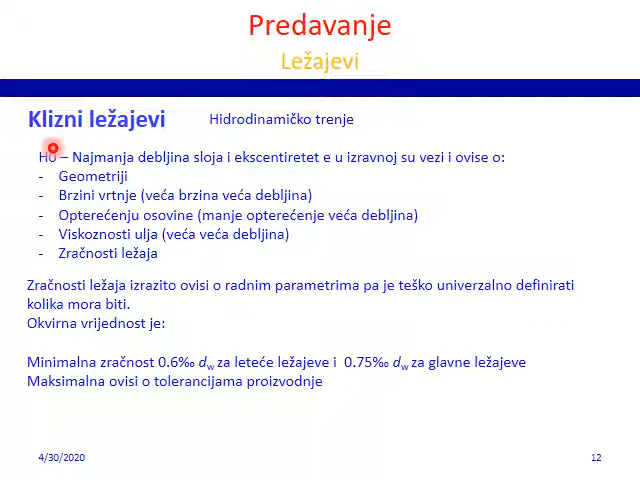 Predavanje
Ležajevi
Klizni ležajevi
Hidrodinamičko trenje
H0 – Najmanja debljina sloja i ekscentiretet e u izravnoj su vezi i ovise o:
- Geometriji
- Brzini vrtnje (veća brzina veća debljina)
- Opterećenju osovine (manje opterećenje veća debljina)
- Viskoznosti ulja (veća veća debljina)
- Zračnosti ležaja
Zračnosti ležaja izrazito ovisi o radnim parametrima pa je teško univerzalno definirati
kolika mora biti.
Okvirna vrijednost je:
Minimalna zračnost 0.6‰ dw za leteće ležajeve i 0.75‰ dw za glavne ležajeve
Maksimalna ovisi o tolerancijama proizvodnje
4/30/2020
12